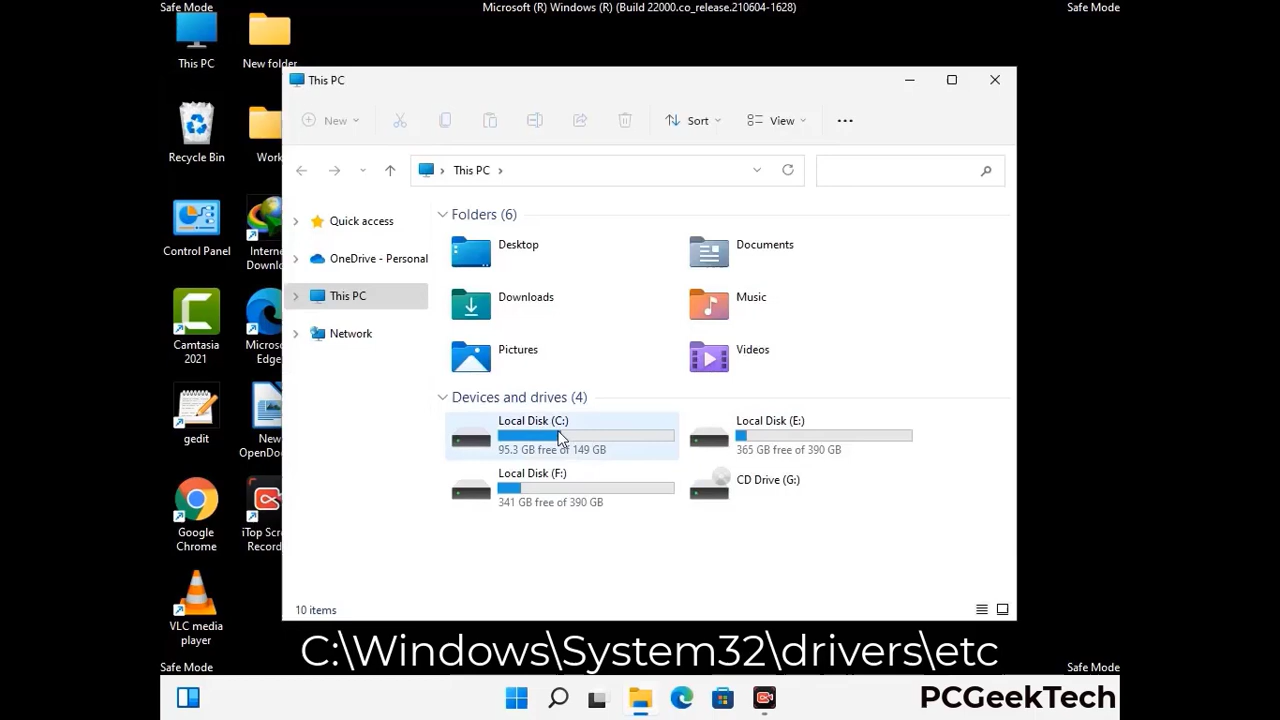 Safe Mode
Microsoft (R) Windows (R) (Build 22000.co_release.210604-1628)
Safe Mode
This PC
New folder
Recycle Bin
Work
Control Panel
Internet
Downlo...
Camtasia
2021
Micros...
Edge
gedit
New
OpenDo...
Google
Chrome
iTop Scre
Record
VLC media
player
This PC
New
Sort
View
This PC
Quick access
OneDrive - Personal
This PC
Network
Folders (6)
Desktop
Documents
Downloads
Music
Pictures
Videos
Devices and drives (4)
Local Disk (C:)
95.3 GB free of 149 GB
Local Disk (E:)
365 GB free of 390 GB
Local Disk (F:)
341 GB free of 390 GB
CD Drive (G:)
10 items
C:\Windows\System32\drivers\etc
Safe Mode
Safe Mode
PCGeekTech